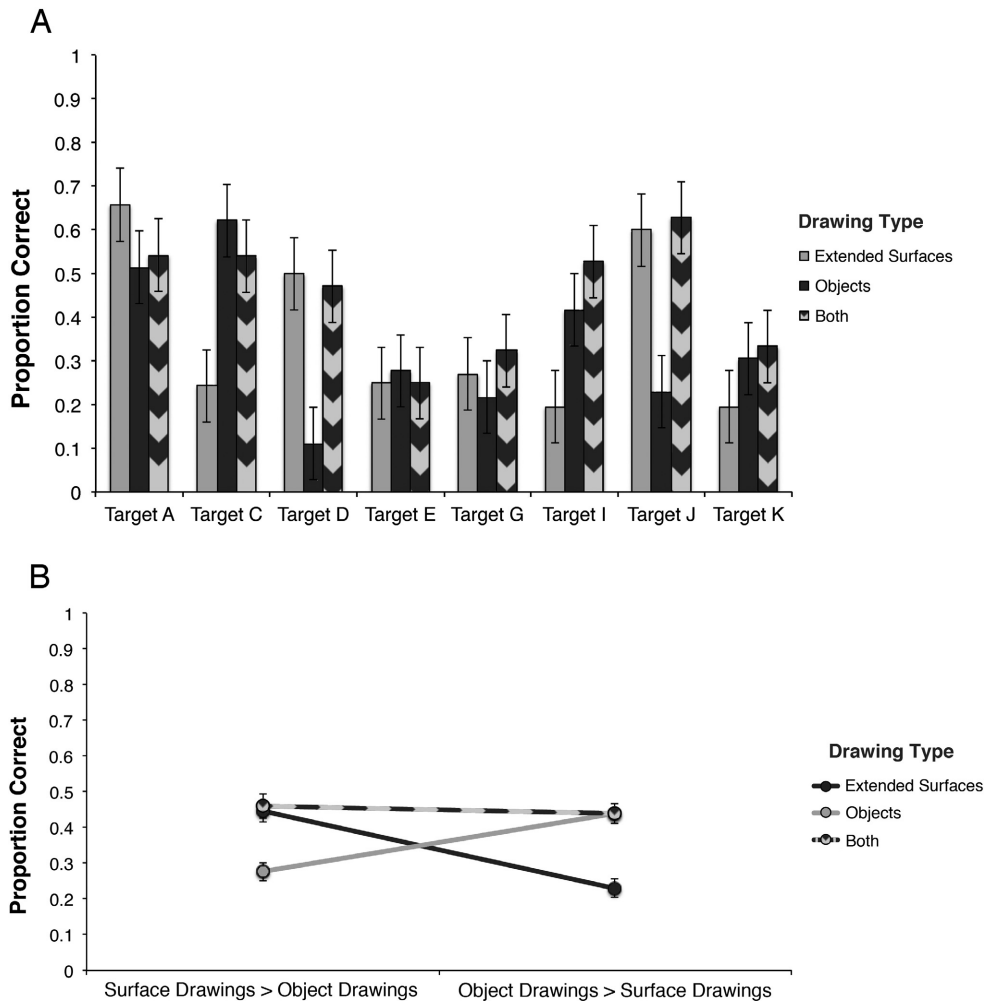 A
1
0.9
0.8
0.7
0.6
0.5
0.4
0.3
0.2
0.1
0
Proportion Correct
Target A Target C Target D Target E Target G Target I Target J Target K
Drawing Type
Extended Surfaces
Objects
Both
B
1
0.9
0.8
0.7
0.6
0.5
0.4
0.3
0.2
0.1
0
Proportion Correct
Surface Drawings > Object Drawings Object Drawings > Surface Drawings
Drawing Type
Extended Surfaces
Objects
Both